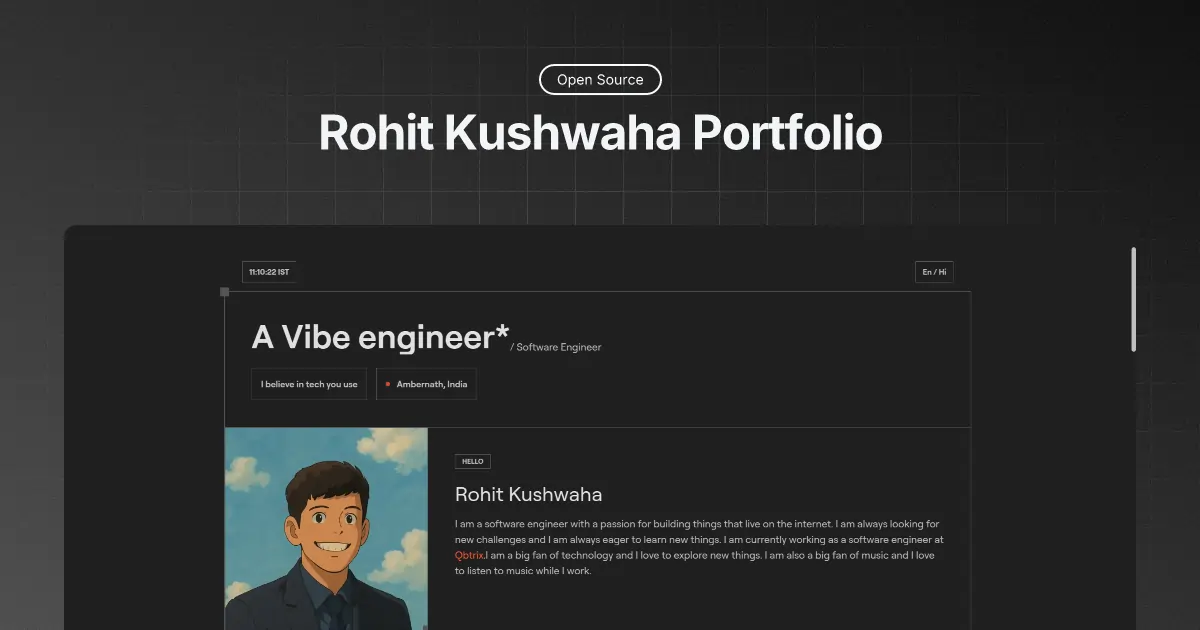 Open Source
Rohit Kushwaha Portfolio
11:10:22 IST
En / Hi
A Vibe engineer* / Software Engineer
I believe in tech you use
Ambernath, India
HELLO
Rohit Kushwaha
I am a software engineer with a passion for building things that live on the internet. I am always looking for
new challenges and I am always eager to learn new things. I am currently working as a software engineer at
Qbtrix.I am a big fan of technology and I love to explore new things. I am also a big fan of music and I love
to listen to music while I work.